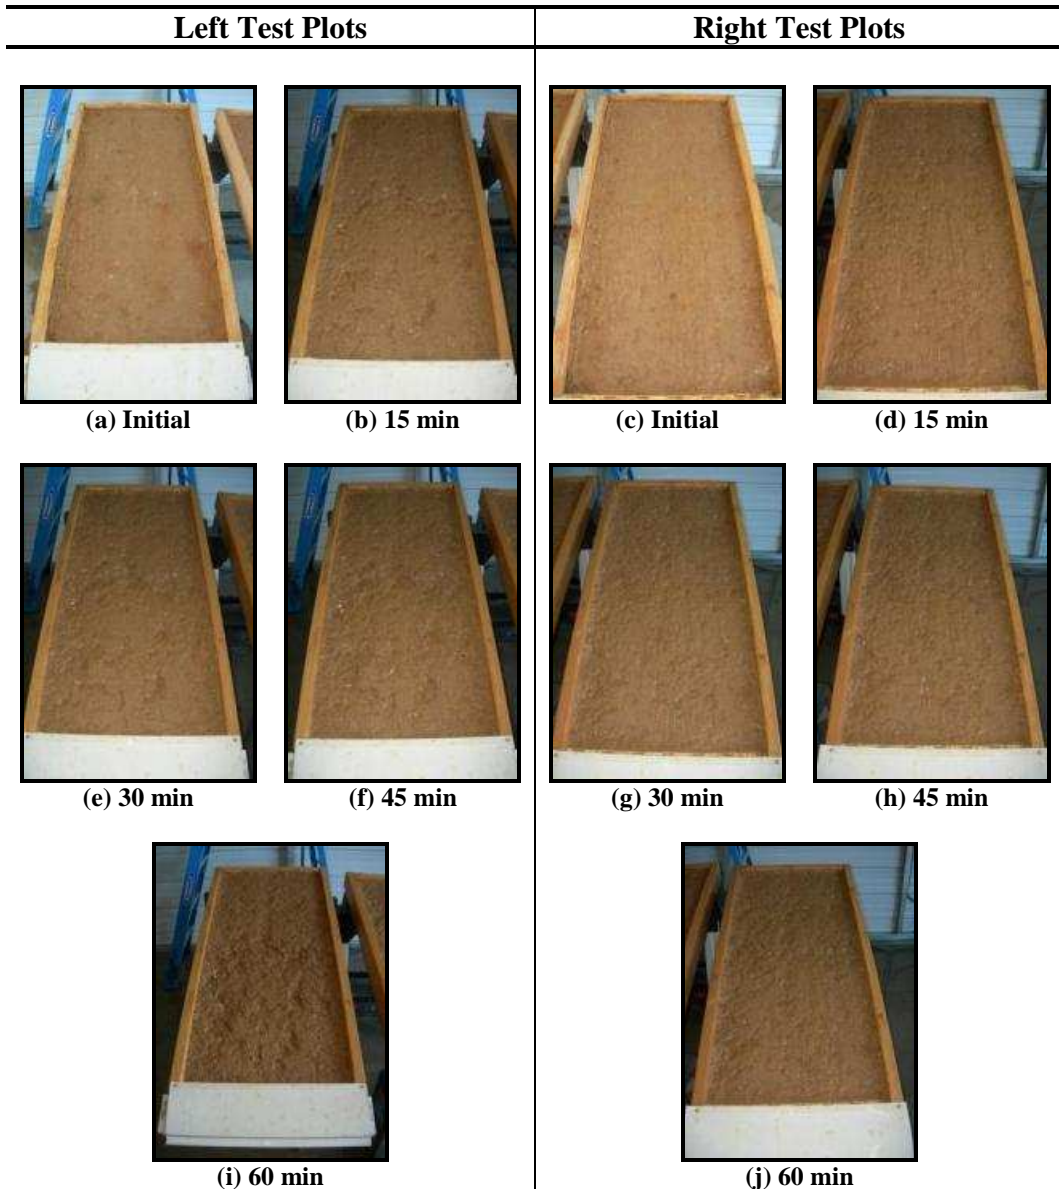 Left Test Plots Right Test Plots
(a) Initial (b) 15 min (c) Initial (d) 15 min
(e) 30 min (f) 45 min (g) 30 min (h) 45 min
(i) 60 min (j) 60 min